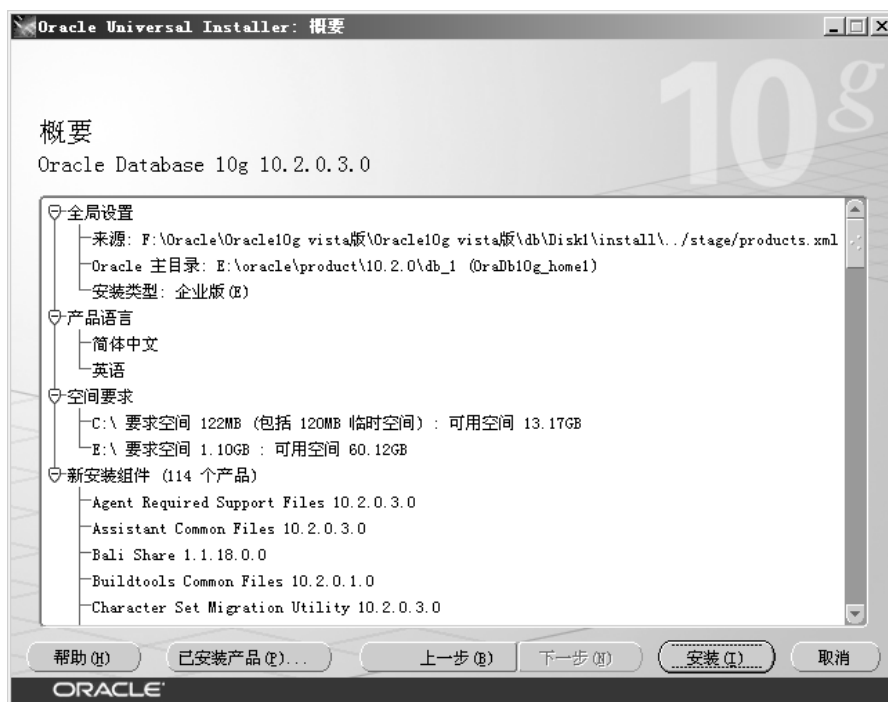 Oracle Universal Installer: 概要
10g
概要
Oracle Database 10g 10.2.0.3.0
全局设置
来源: F:\Oracle\Oracle10g vista版\Oracle10g vista版\db\Disk1\install\../stage/products.xml
Oracle 主目录: E:\oracle\product\10.2.0\db_1 (OraDb10g_home1)
安装类型: 企业版(E)
产品语言
简体中文
英语
空间要求
C:\ 要求空间 122MB (包括 120MB 临时空间) : 可用空间 13.17GB
E:\ 要求空间 1.10GB : 可用空间 60.12GB
新安装组件 (114 个产品)
Agent Required Support Files 10.2.0.3.0
Assistant Common Files 10.2.0.3.0
Bali Share 1.1.18.0.0
Buildtools Common Files 10.2.0.1.0
Character Set Migration Utility 10.2.0.3.0
帮助(H) 已安装产品(P)... 上一步(B) 下一步(N) 安装(I) 取消
ORACLE